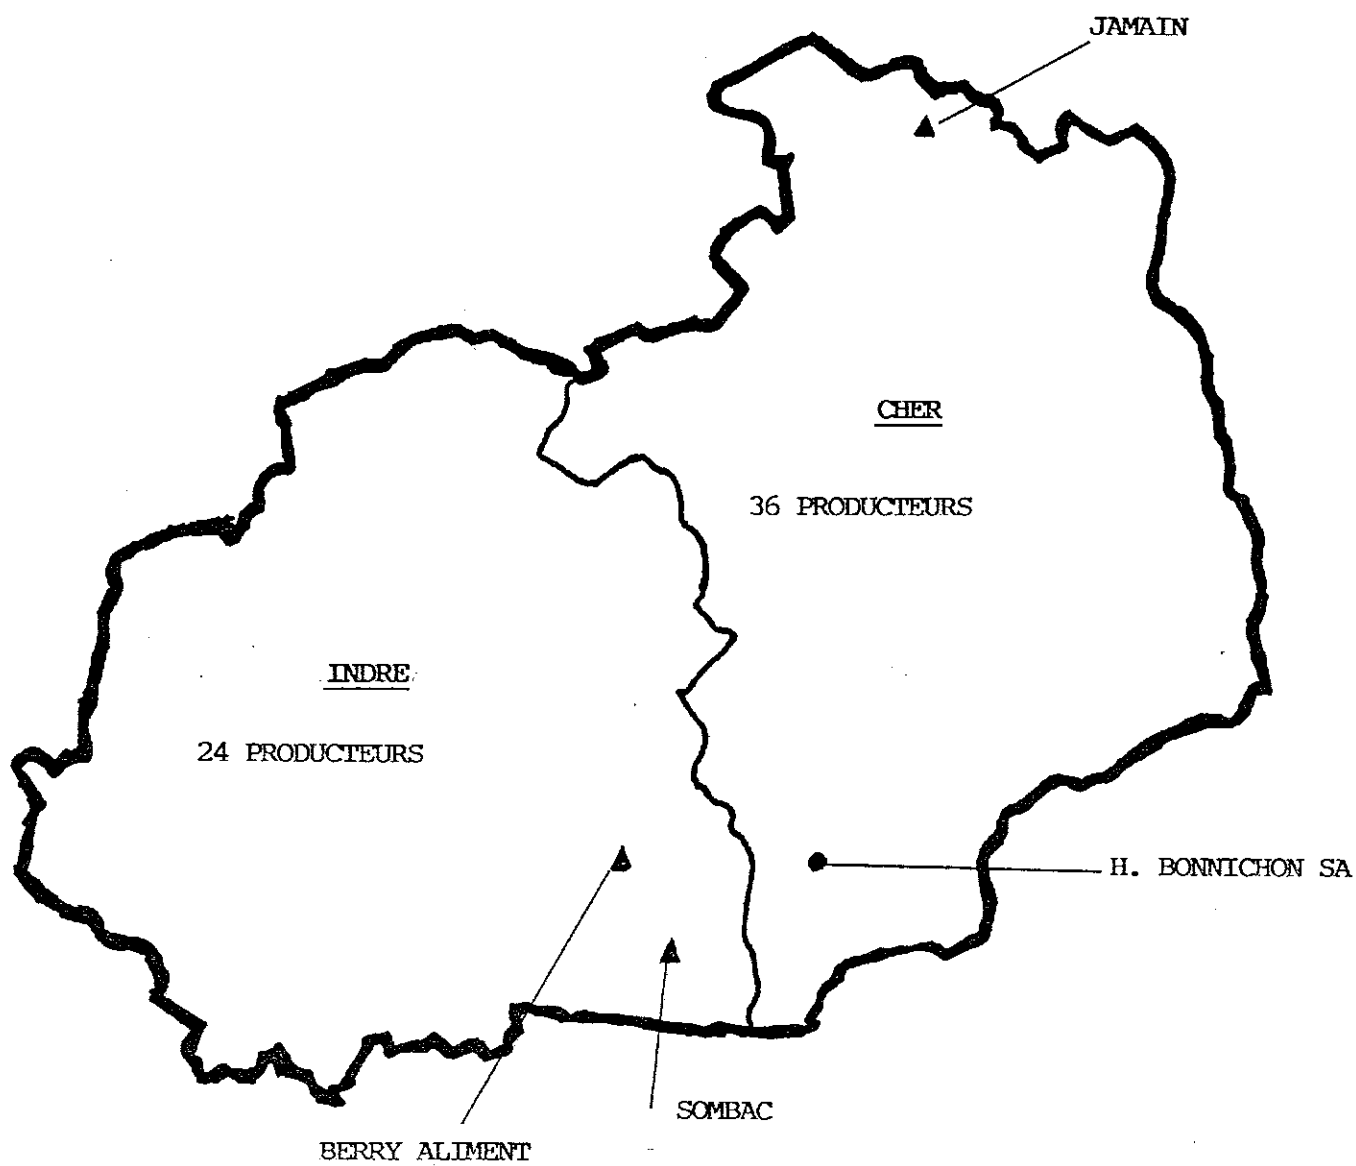 JAMAIN
CHER
36 PRODUCTEURS
INDRE
24 PRODUCTEURS
H. BONNICHON SA
SOMBAC
BERRY ALIMENT